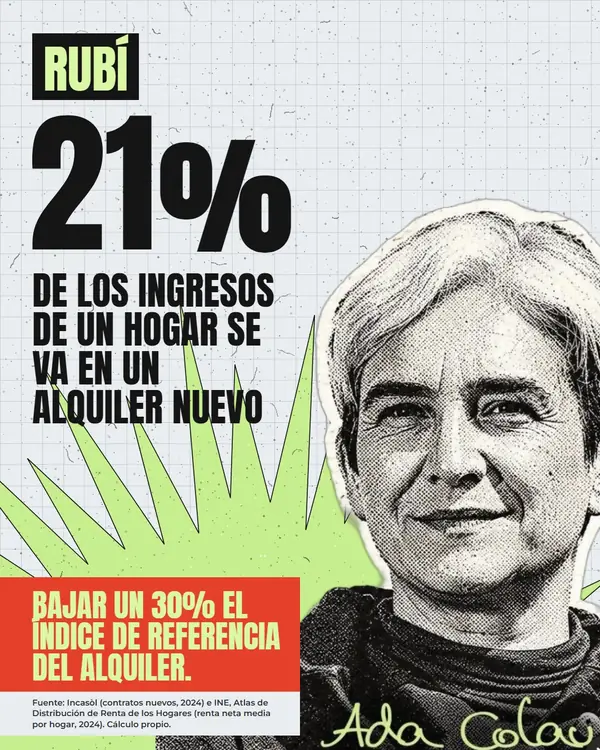 RUBÍ
21%
DE LOS INGRESOS
DE UN HOGAR SE
VA EN UN
ALQUILER NUEVO
BAJAR UN 30% EL
ÍNDICE DE REFERENCIA
DEL ALQUILER.
Fuente: Incasòl (contratos nuevos, 2024) e INE, Atlas de
Distribución de Renta de los Hogares (renta neta media
por hogar, 2024). Cálculo propio.
Ada Colau